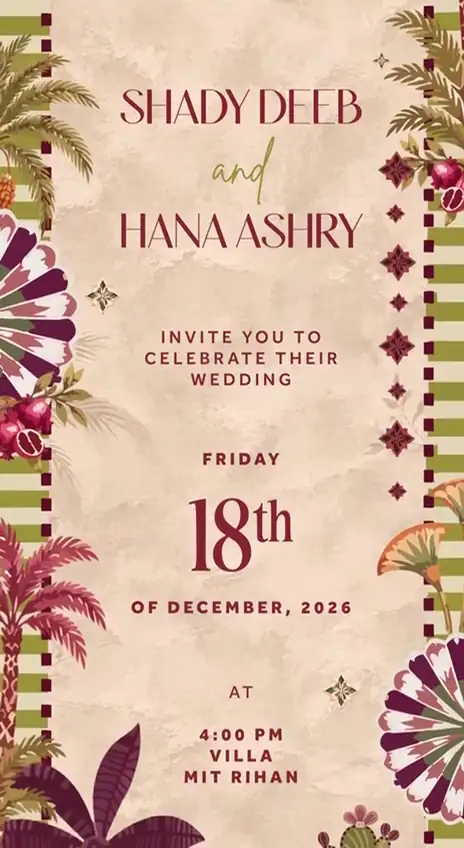 SHADY DEEB
and
HANA ASHRY
INVITE YOU TO
CELEBRATE THEIR
WEDDING
FRIDAY
18th
OF DECEMBER, 2026
AT
4:00 PM
VILLA
MIT RIHAN